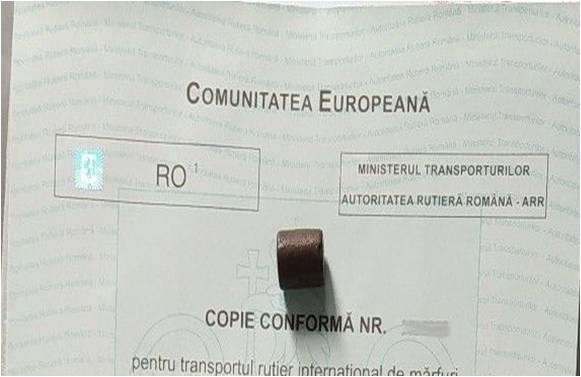 COMUNITATEA EUROPEANĂ
RO 1
MINISTERUL TRANSPORTURILOR
AUTORITATEA RUTIERĂ ROMÂNĂ - ARR
COPIE CONFORMĂ NR.
pentru transportul rutier internaţional de mărfuri